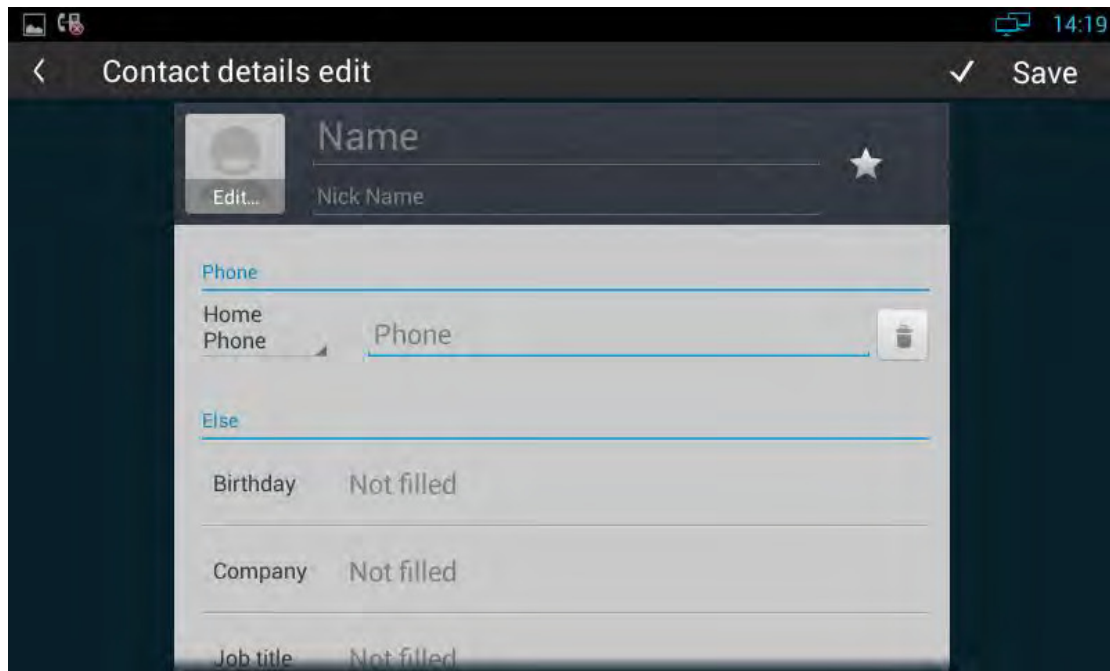 14:19
Contact details edit
Save
Name
Edit...
Nick Name
Phone
Home
Phone
Phone
Else
Birthday
Not filled
Company
Not filled
Job title
Not filled